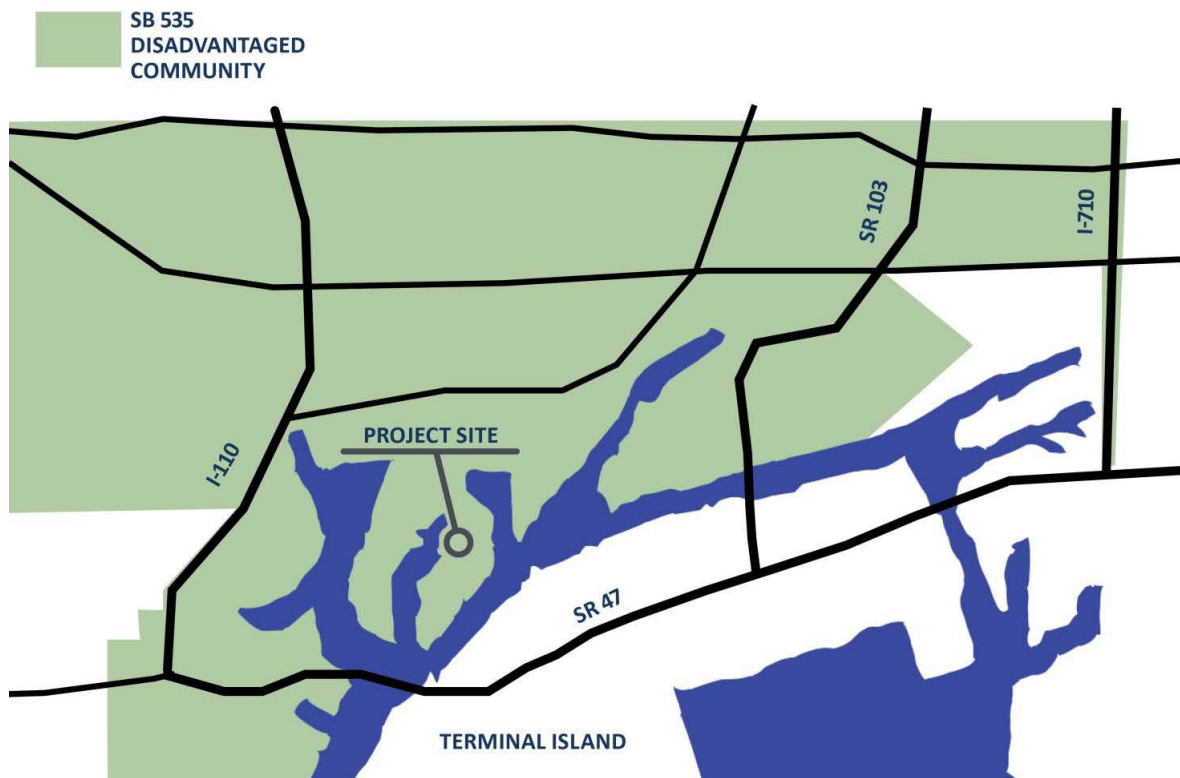 SB 535
DISADVANTAGED
COMMUNITY
SR 103
I-710
PROJECT SITE
I-110
SR 47
TERMINAL ISLAND